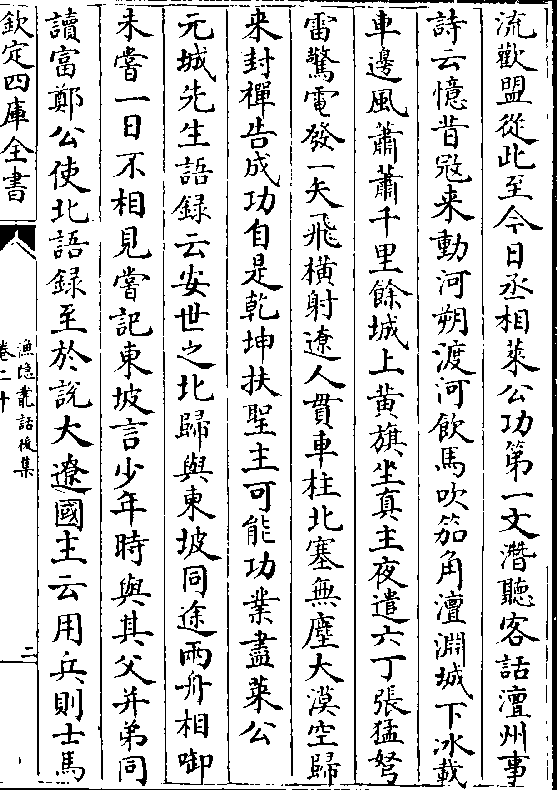 流歡盟從此至今日丞相萊公功第一文潛聽客話澶州事
詩云憶昔冦来動河朔渡河飲馬吹笳角澶淵城下冰載
車邊風蕭蕭千里餘城上黄旗坐真主夜遣六丁張猛弩
雷驚電發一矢飛横射遼人貫車柱北塞無塵大漠空歸
来封禪告成功自是乾坤扶聖主可能功業盡萊公
元城先生語録云安世之北歸與東坡同途兩舟相啣
未嘗一日不相見嘗記東坡言少年時與其父并弟同
讀富鄭公使北語録至於說大遼國主云用兵則士馬
欽定四庫全書
漁隐叢話後集
卷二十
二